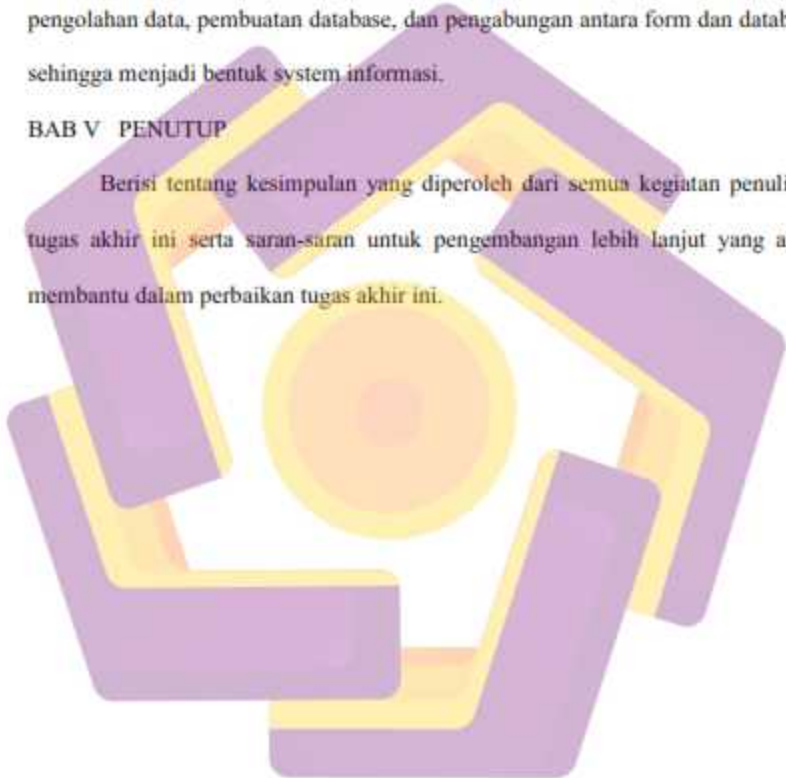 pengolahan data, pembuatan database, dan pengabungan antara form dan datab
sehingga menjadi bentuk system informasi.
BAB V PENUTUP
Berisi tentang kesimpulan yang diperoleh dari semua kegiatan penuli
tugas akhir ini serta saran-saran untuk pengembangan lebih lanjut yang a
membantu dalam perbaikan tugas akhir ini.